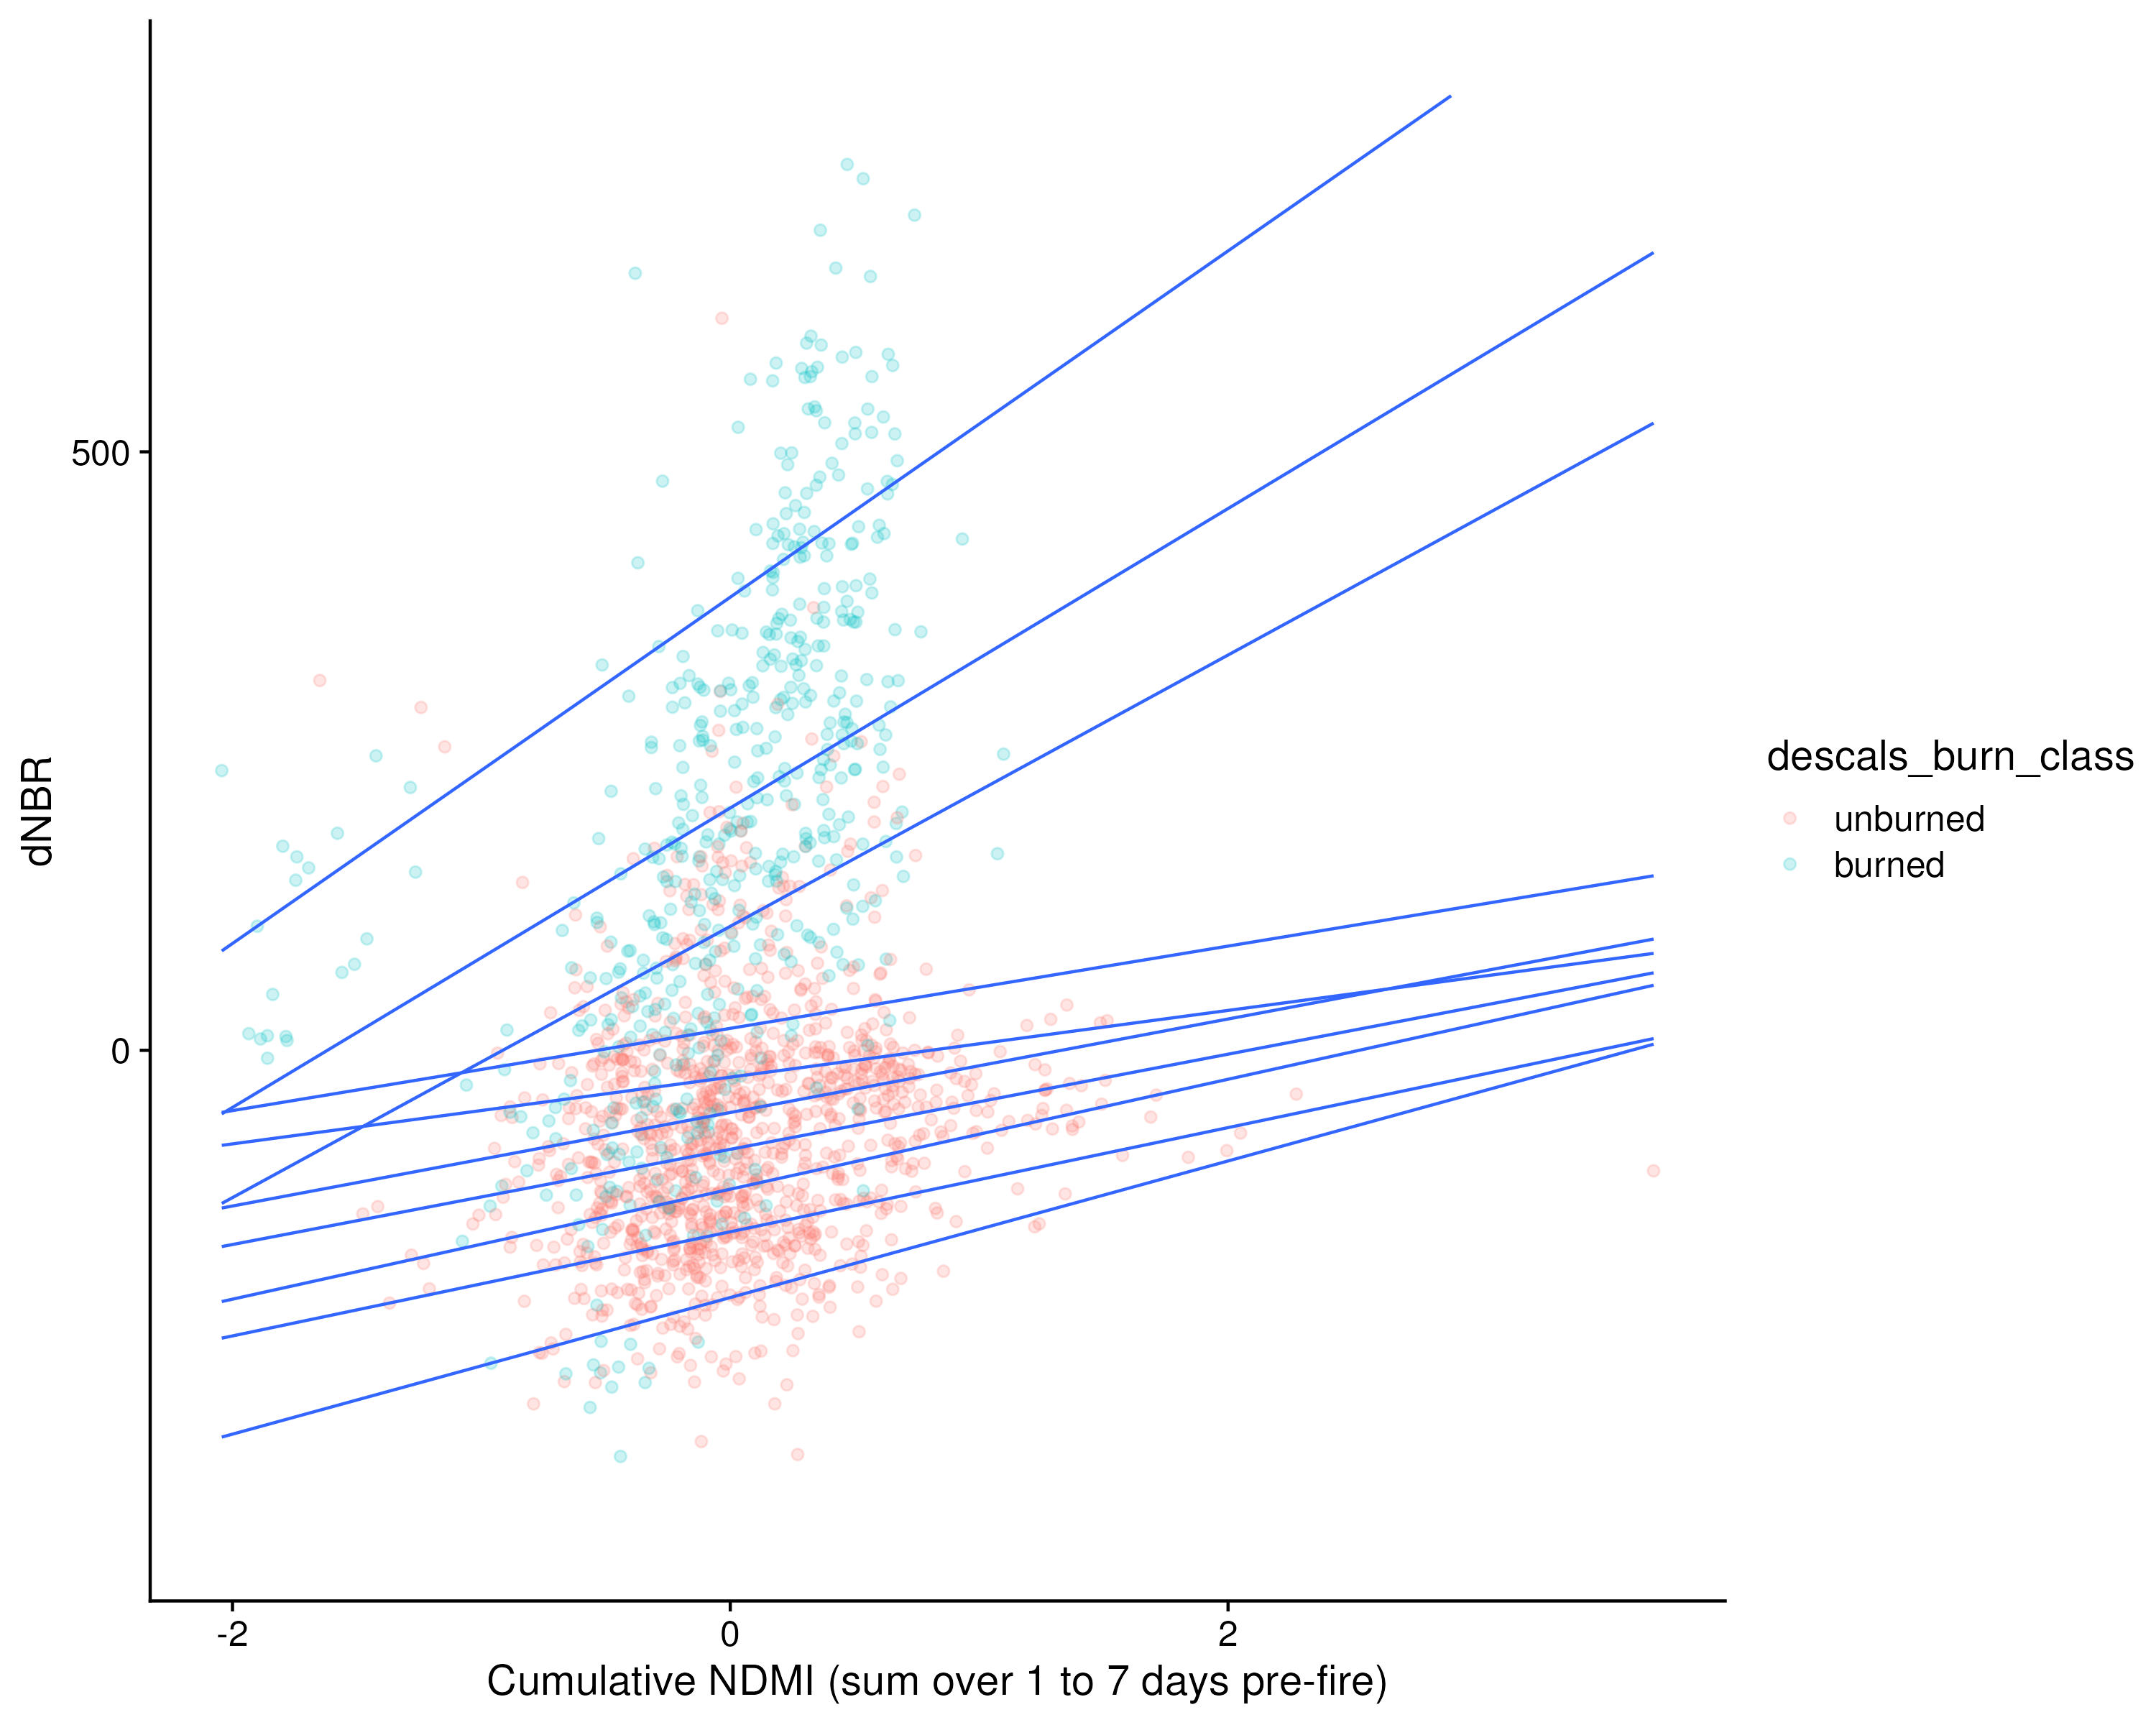 500
0
dNBR
-2
0
2
Cumulative NDMI (sum over 1 to 7 days pre-fire)
descals_burn_class
unburned
burned